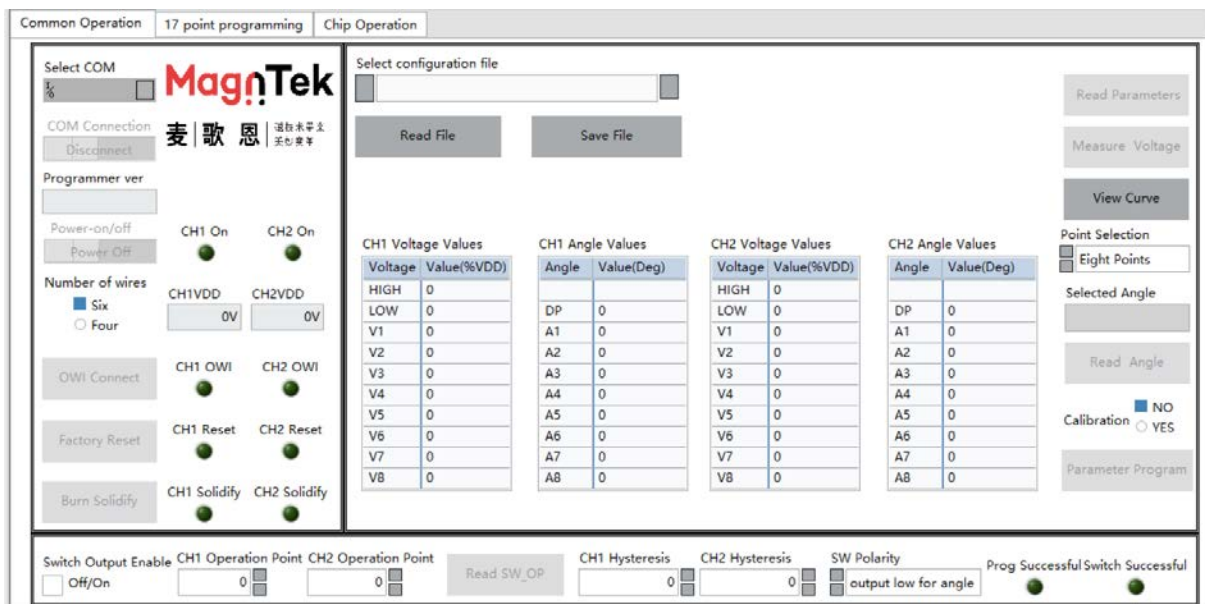 Common Operation
17 point programming
Chip Operation
Select COM
MagnTek
麦 歌 恩
COM Connection
Disconnect
Programmer ver
Power-on/off
Power Off
CH1 On
CH2 On
Number of wires
Six
Four
CH1VDD
CH2VDD
0V
0V
OWI Connect
CH1 OWI
CH2 OWI
Factory Reset
CH1 Reset
CH2 Reset
Burn Solidify
CH1 Solidify
CH2 Solidify
Select configuration file
Read File
Save File
CH1 Voltage Values
Voltage Value(%VDD)
HIGH 0
LOW 0
V1 0
V2 0
V3 0
V4 0
V5 0
V6 0
V7 0
V8 0
CH1 Angle Values
Angle Value(Deg)
DP 0
A1 0
A2 0
A3 0
A4 0
A5 0
A6 0
A7 0
A8 0
CH2 Voltage Values
Voltage Value(%VDD)
HIGH 0
LOW 0
V1 0
V2 0
V3 0
V4 0
V5 0
V6 0
V7 0
V8 0
CH2 Angle Values
Angle Value(Deg)
DP 0
A1 0
A2 0
A3 0
A4 0
A5 0
A6 0
A7 0
A8 0
Read Parameters
Measure Voltage
View Curve
Point Selection
Eight Points
Selected Angle
Read Angle
Calibration
NO
YES
Parameter Program
Switch Output Enable
Off/On
CH1 Operation Point
0
CH2 Operation Point
0
Read SW_OP
CH1 Hysteresis
0
CH2 Hysteresis
0
SW Polarity
output low for angle
Prog Successful
Switch Successful